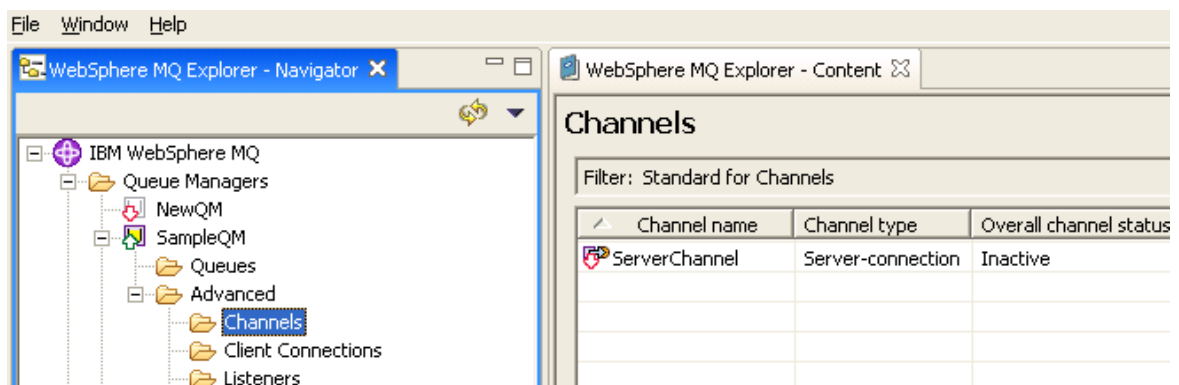 File Window Help
WebSphere MQ Explorer - Navigator
IBM WebSphere MQ
Queue Managers
NewQM
SampleQM
Queues
Advanced
Channels
Client Connections
Listeners
WebSphere MQ Explorer - Content
Channels
Filter: Standard for Channels
Channel name Channel type Overall channel status
ServerChannel Server-connection Inactive